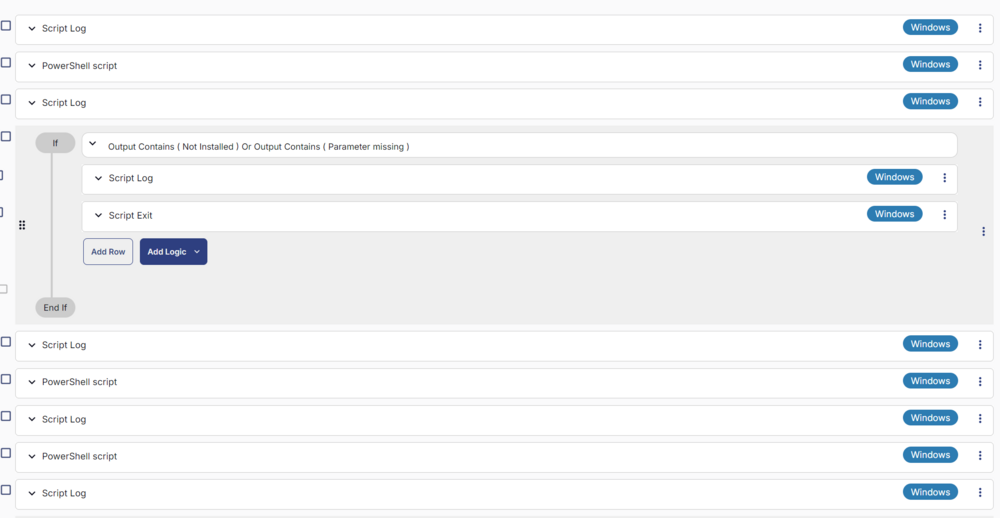 Script Log Windows
PowerShell script Windows
Script Log Windows
If Output Contains ( Not Installed ) Or Output Contains ( Parameter missing )
Script Log Windows
Script Exit Windows
Add Row Add Logic
End If
Script Log Windows
PowerShell script Windows
Script Log Windows
PowerShell script Windows
Script Log Windows